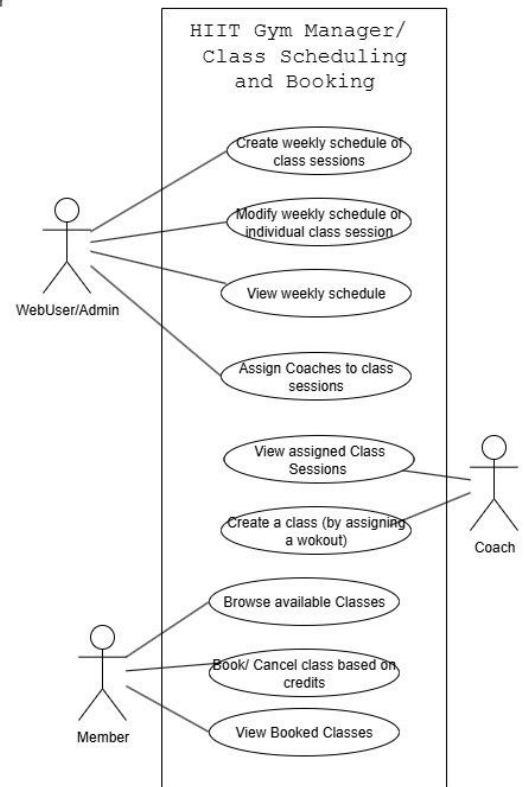 HIIT Gym Manager/
Class Scheduling
and Booking
Create weekly schedule of
class sessions
Modify weekly schedule or
individual class session
View weekly schedule
WebUser/Admin
Assign Coaches to class
sessions
View assigned Class
Sessions
Create a class (by assigning
a wokout)
Coach
Browse available Classes
Book/ Cancel class based on
credits
View Booked Classes
Member